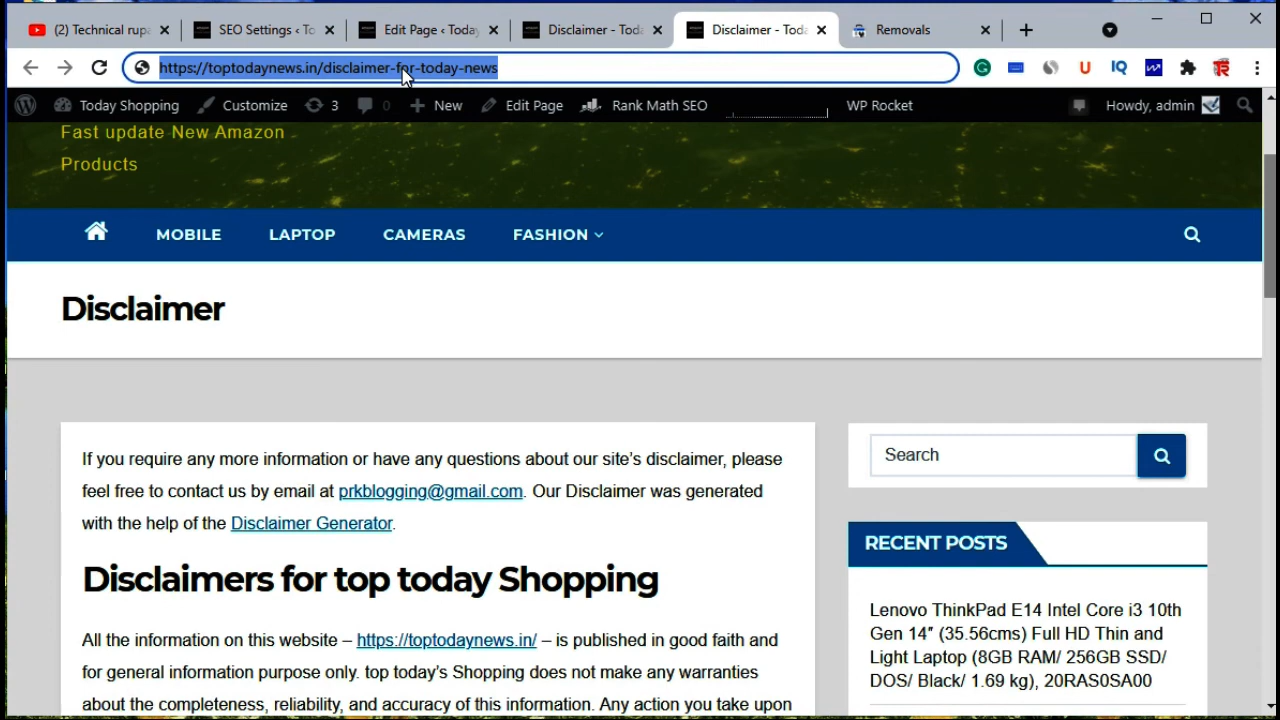 (2) Technical rupa
SEO Settings ‹ To
Edit Page ‹ Today
Disclaimer - Toda
Disclaimer - Toda
Removals
https://toptodaynews.in/disclaimer-for-today-news
Today Shopping
Customize
3
0
New
Edit Page
Rank Math SEO
WP Rocket
Howdy, admin
Fast update New Amazon
Products
MOBILE
LAPTOP
CAMERAS
FASHION
Disclaimer
If you require any more information or have any questions about our site's disclaimer, please
feel free to contact us by email at prkblogging@gmail.com. Our Disclaimer was generated
with the help of the Disclaimer Generator.
Disclaimers for top today Shopping
All the information on this website – https://toptodaynews.in/ – is published in good faith and
for general information purpose only. top today's Shopping does not make any warranties
about the completeness, reliability, and accuracy of this information. Any action you take upon
Search
RECENT POSTS
Lenovo ThinkPad E14 Intel Core i3 10th
Gen 14″ (35.56cms) Full HD Thin and
Light Laptop (8GB RAM/ 256GB SSD/
DOS/ Black/ 1.69 kg), 20RAS0SA00